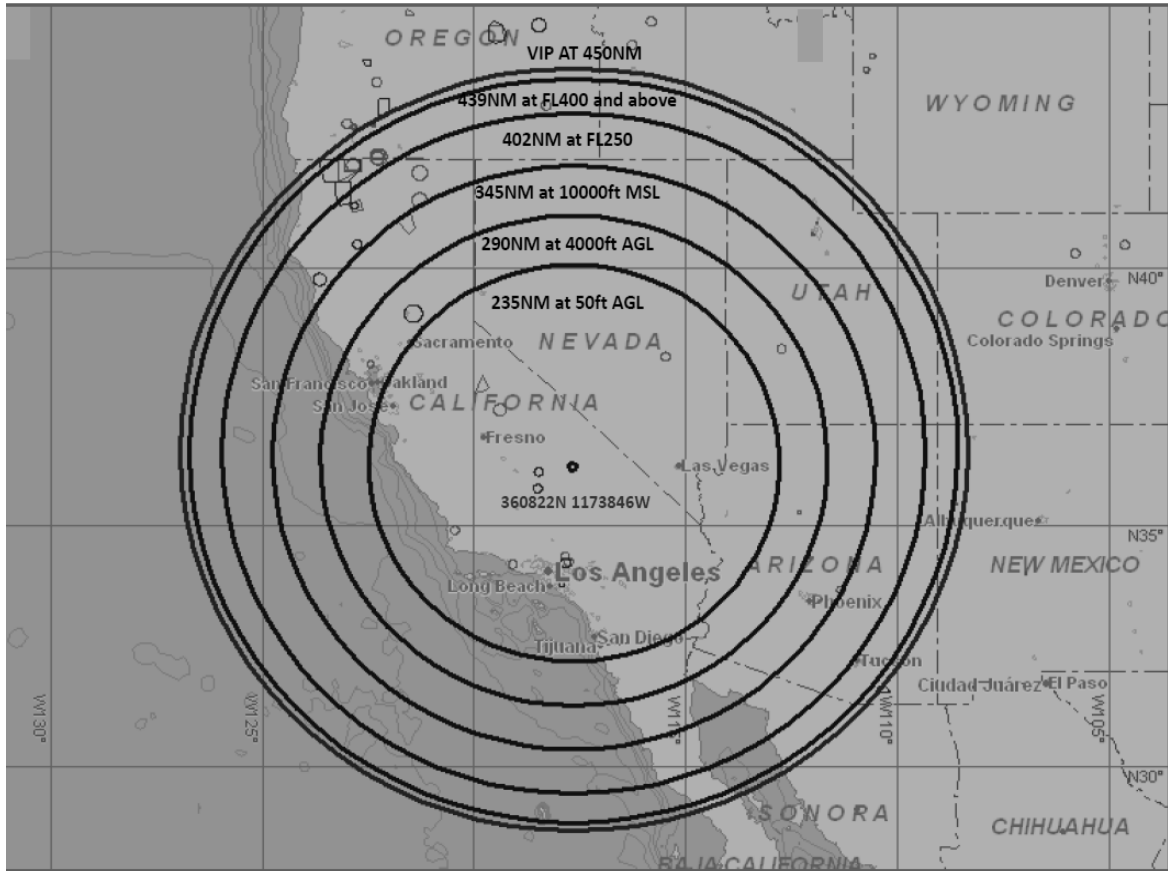 OREGON
VIP AT 450NM
439NM at FL400 and above
WYOMING
402NM at FL250
345NM at 10000ft MSL
290NM at 4000ft AGL
N40°
Denver
UTAH
235NM at 50ft AGL
COLORADO
Sacramento
NEVADA
Colorado Springs
San Francisco Oakland
San Jose
CALIFORNIA
Fresno
Las Vegas
360822N 1173846W
Albuquerque
N35°
Los Angeles
ARIZONA
NEW MEXICO
Long Beach
Phoenix
San Diego
Tijuana
Tucson
Ciudad Juárez El Paso
W130°
W125°
W115°
W110°
W105°
N30°
SONORA
CHIHUAHUA
BAJA CALIFORNIA